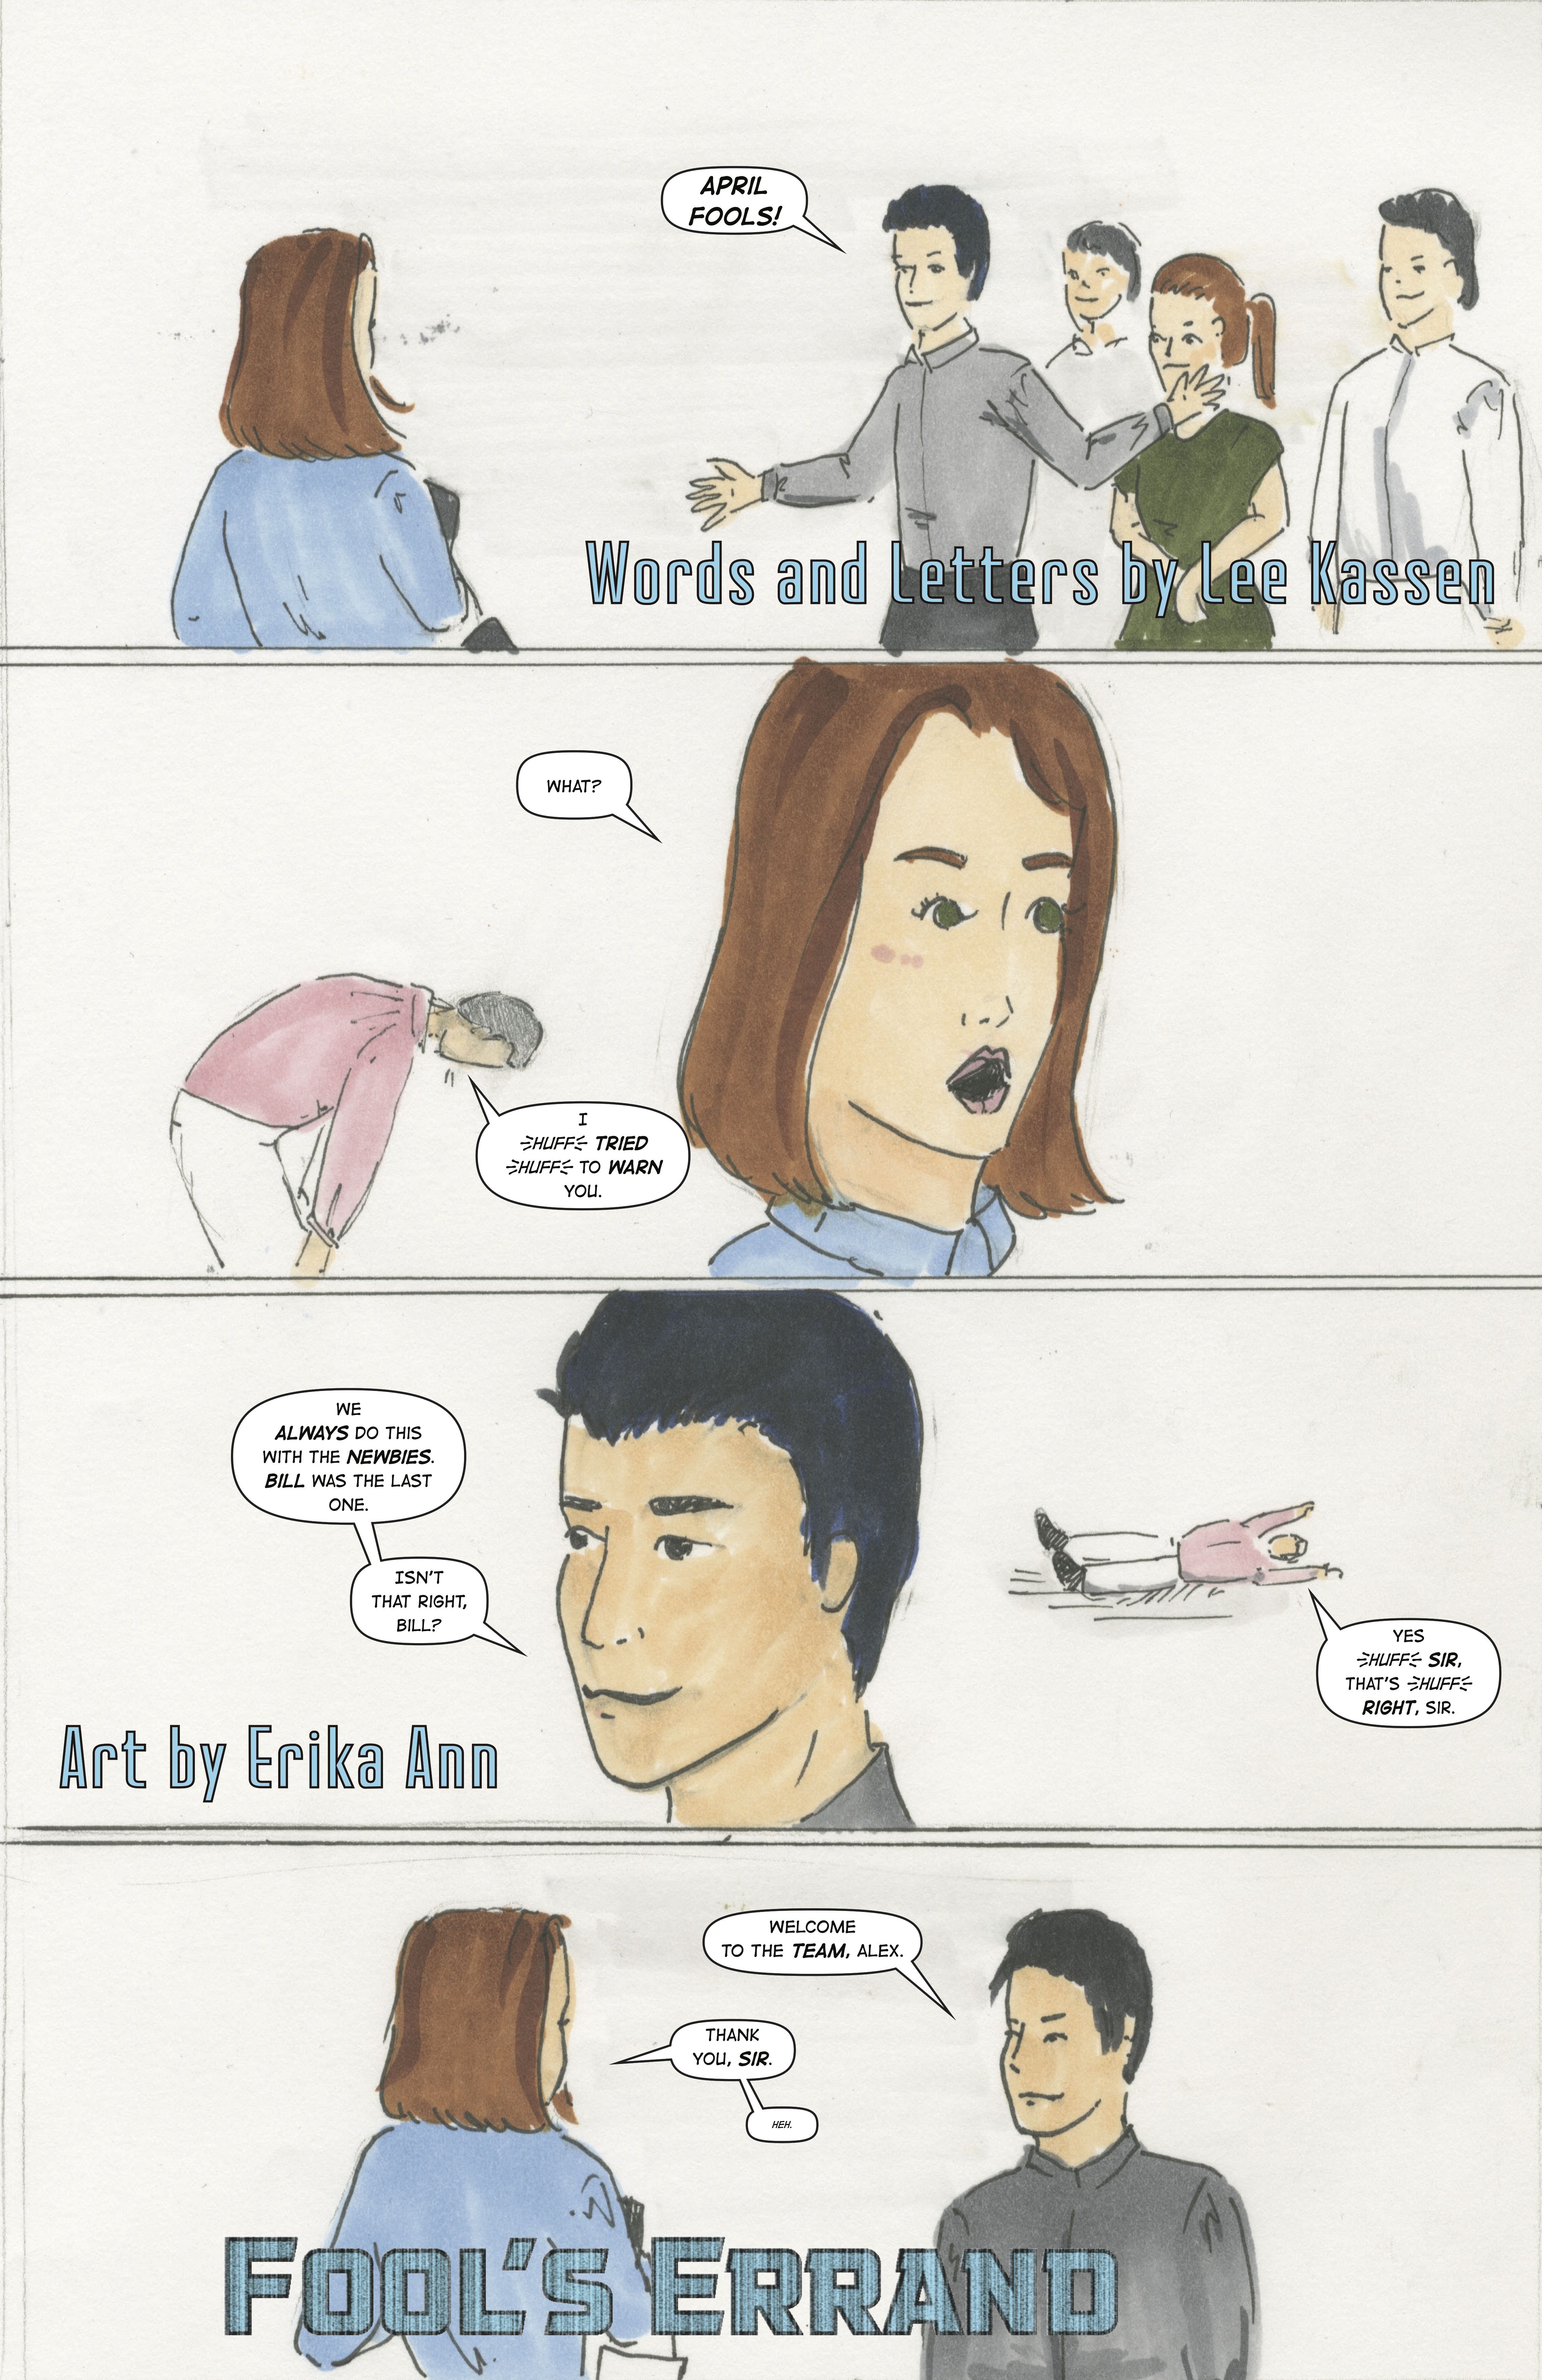 APRIL
FOOLS!
Words and Letters by Lee Kassen
WHAT?
I
HUFF TRIED
HUFF TO WARN
YOU.
WE
ALWAYS DO THIS
WITH THE NEWBIES.
BILL WAS THE LAST
ONE.
ISN'T
THAT RIGHT,
BILL?
YES
HUFF SIR,
THAT'S HUFF
RIGHT, SIR.
Art by Erika Ann
WELCOME
TO THE TEAM, ALEX.
THANK
YOU, SIR.
HEH.
FOOL'S ERRAND